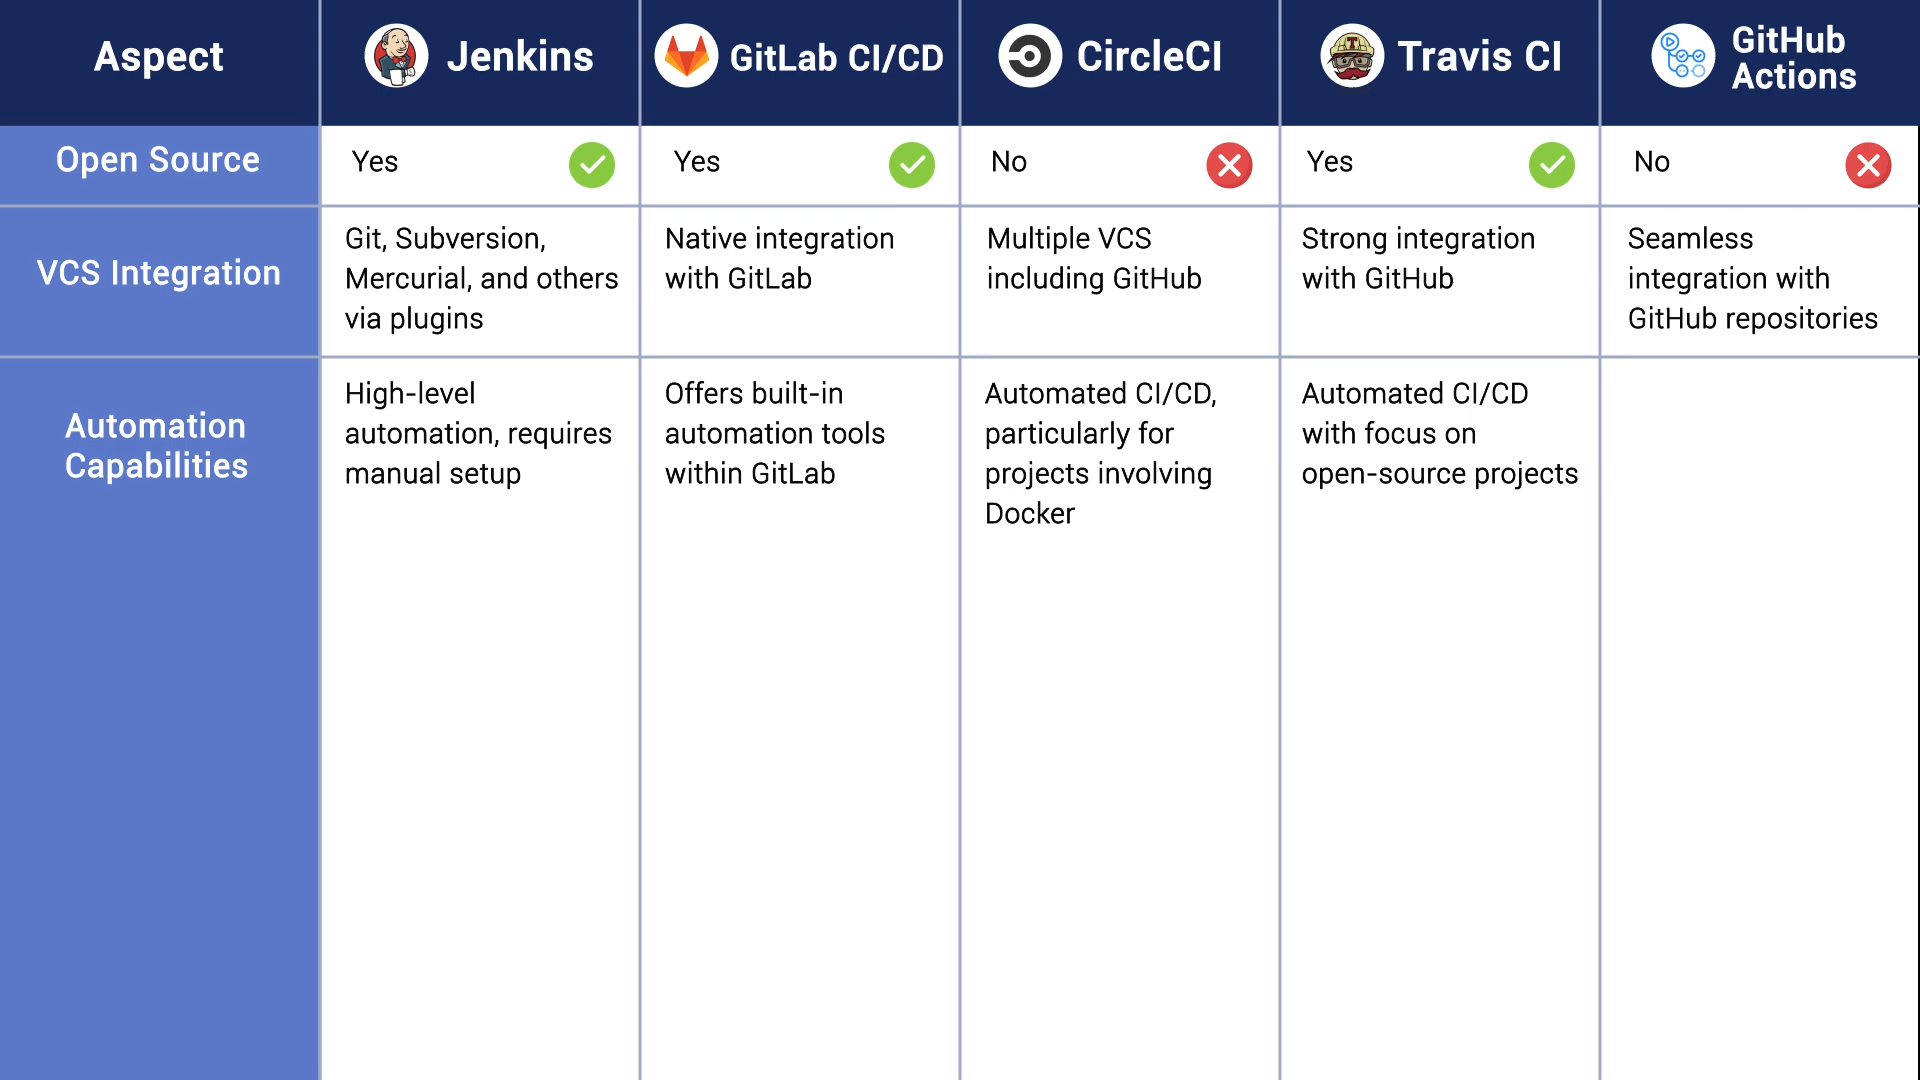 Aspect
Jenkins
GitLab CI/CD
CircleCI
Travis CI
GitHub
Actions
Open Source
Yes
Yes
No
Yes
No
VCS Integration
Git, Subversion,
Mercurial, and others
via plugins
Native integration
with GitLab
Multiple VCS
including GitHub
Strong integration
with GitHub
Seamless
integration with
GitHub repositories
Automation
Capabilities
High-level
automation, requires
manual setup
Offers built-in
automation tools
within GitLab
Automated CI/CD,
particularly for
projects involving
Docker
Automated CI/CD
with focus on
open-source projects